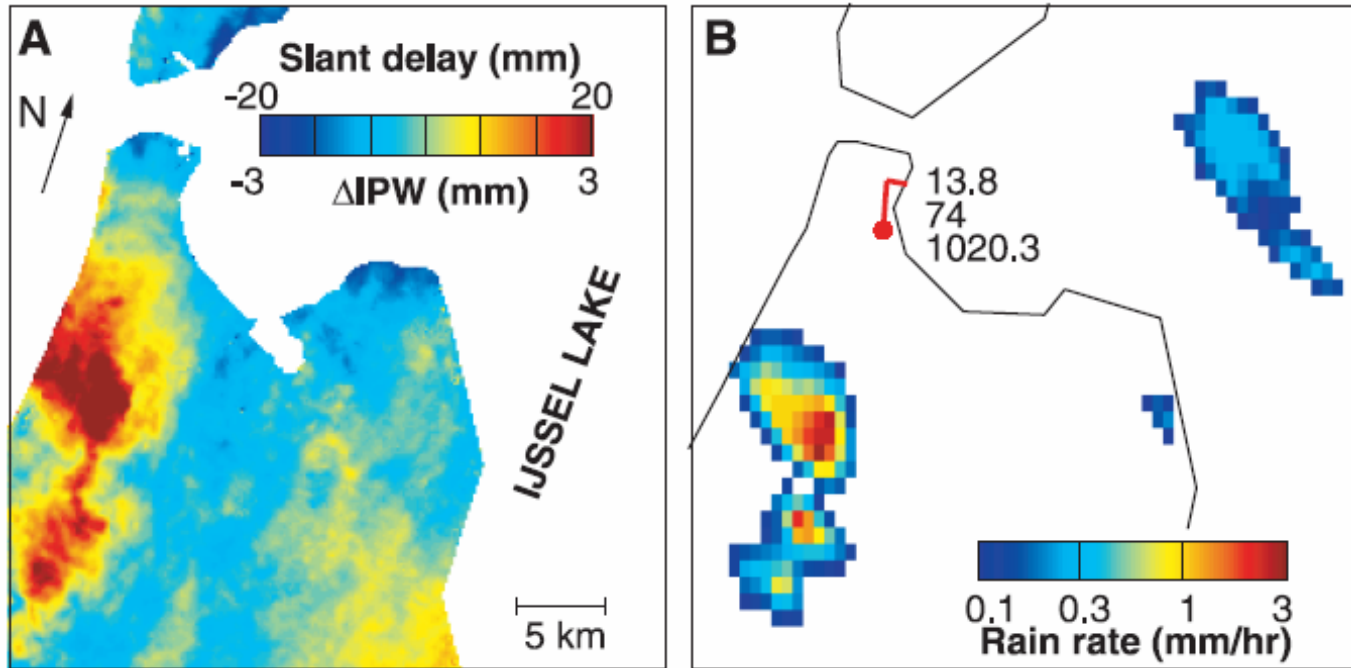 A
Slant delay (mm)
-20 20
-3 3
ΔIPW (mm)
N
IJSSEL LAKE
5 km
B
13.8
74
1020.3
0.1 0.3 1 3
Rain rate (mm/hr)